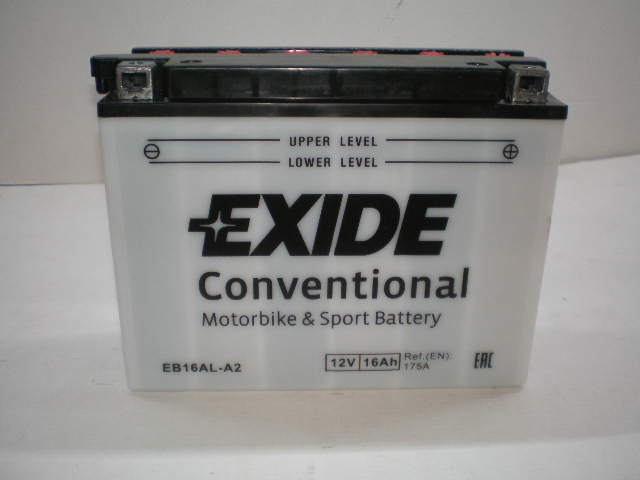 UPPER LEVEL
LOWER LEVEL
EXIDE
Conventional
Motorbike & Sport Battery
EB16AL-A2
12V 16Ah
Ref.(EN):
175A
EAC